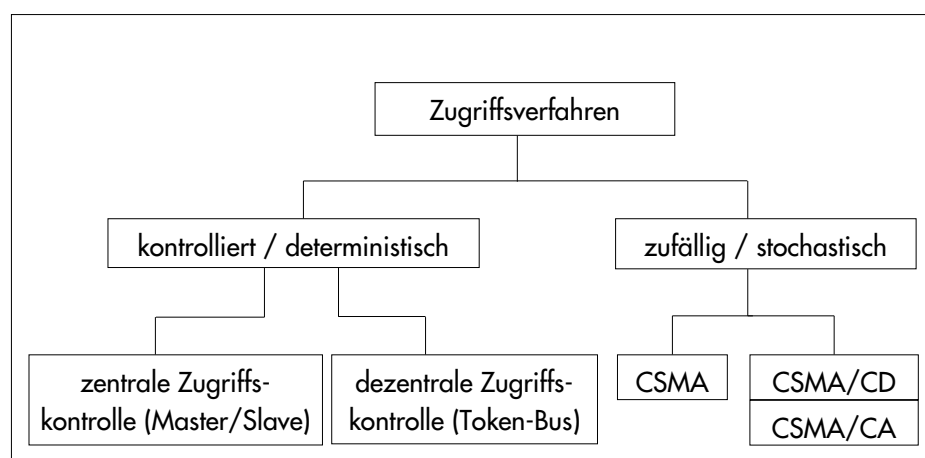 Zugriffsverfahren
kontrolliert / deterministisch
zufällig / stochastisch
zentrale Zugriffs-
kontrolle (Master/Slave)
dezentrale Zugriffs-
kontrolle (Token-Bus)
CSMA
CSMA/CD
CSMA/CA